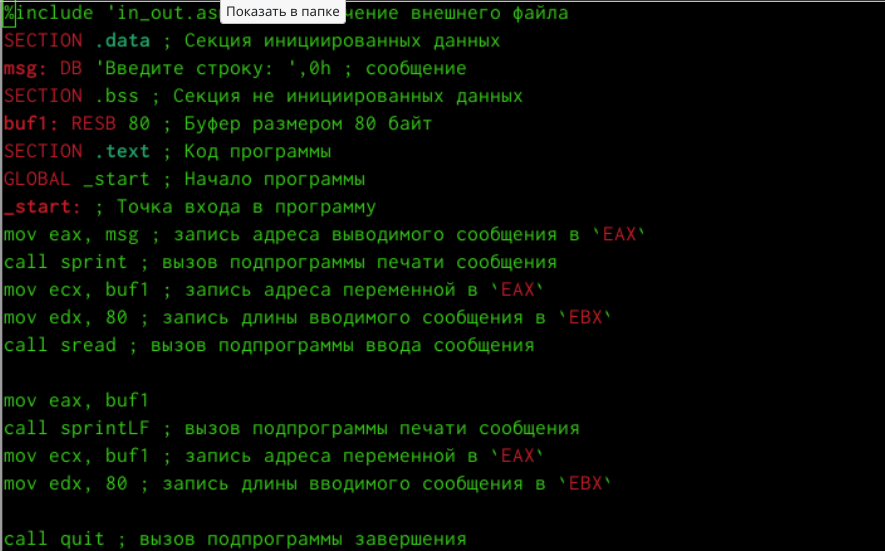 %include 'in_out.as Показать в папке чение внешнего файла
SECTION .data ; Секция инициированных данных
msg: DB 'Введите строку: ',0h ; сообщение
SECTION .bss ; Секция не инициированных данных
buf1: RESB 80 ; Буфер размером 80 байт
SECTION .text ; Код программы
GLOBAL _start ; Начало программы
_start: ; Точка входа в программу
mov eax, msg ; запись адреса выводимого сообщения в `EAX`
call sprint ; вызов подпрограммы печати сообщения
mov ecx, buf1 ; запись адреса переменной в `EAX`
mov edx, 80 ; запись длины вводимого сообщения в `EBX`
call sread ; вызов подпрограммы ввода сообщения
mov eax, buf1
call sprintLF ; вызов подпрограммы печати сообщения
mov ecx, buf1 ; запись адреса переменной в `EAX`
mov edx, 80 ; запись длины вводимого сообщения в `EBX`
call quit ; вызов подпрограммы завершения